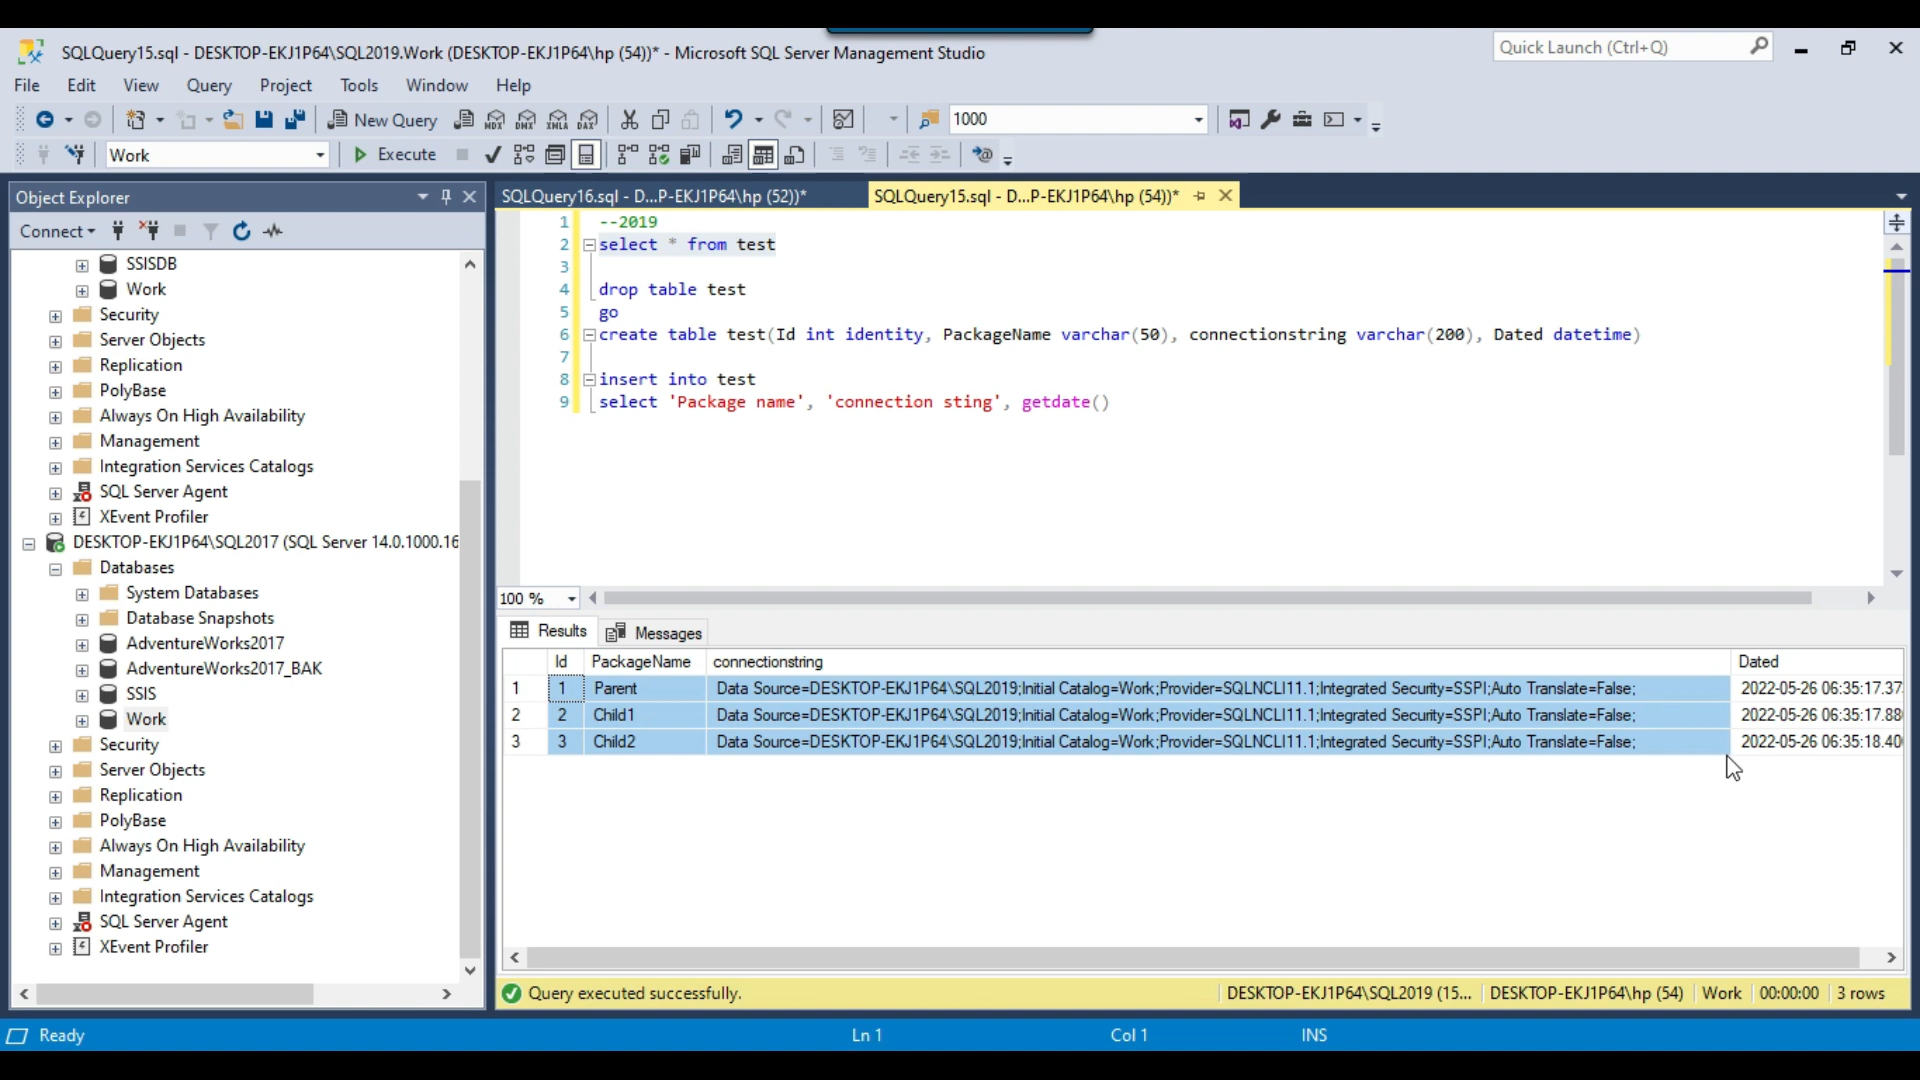 SQLQuery15.sql - DESKTOP-EKJ1P64\SQL2019.Work (DESKTOP-EKJ1P64\hp (54))* - Microsoft SQL Server Management Studio
Quick Launch (Ctrl+Q)
File Edit View Query Project Tools Window Help
New Query MDX DMX XMLA DAX 1000
Work Execute
Object Explorer
SQLQuery16.sql - D...P-EKJ1P64\hp (52))* SQLQuery15.sql - D...P-EKJ1P64\hp (54))*
Connect
SSISDB
Work
Security
Server Objects
Replication
PolyBase
Always On High Availability
Management
Integration Services Catalogs
SQL Server Agent
XEvent Profiler
DESKTOP-EKJ1P64\SQL2017 (SQL Server 14.0.1000.16
Databases
System Databases
Database Snapshots
AdventureWorks2017
AdventureWorks2017_BAK
SSIS
Work
Security
Server Objects
Replication
PolyBase
Always On High Availability
Management
Integration Services Catalogs
SQL Server Agent
XEvent Profiler
1 --2019
2 select * from test
3
4 drop table test
5 go
6 create table test(Id int identity, PackageName varchar(50), connectionstring varchar(200), Dated datetime)
7
8 insert into test
9 select 'Package name', 'connection sting', getdate()
100 %
Results Messages
Id PackageName connectionstring Dated
1 1 Parent Data Source=DESKTOP-EKJ1P64\SQL2019;Initial Catalog=Work;Provider=SQLNCLI11.1;Integrated Security=SSPI;Auto Translate=False; 2022-05-26 06:35:17.37
2 2 Child1 Data Source=DESKTOP-EKJ1P64\SQL2019;Initial Catalog=Work;Provider=SQLNCLI11.1;Integrated Security=SSPI;Auto Translate=False; 2022-05-26 06:35:17.88
3 3 Child2 Data Source=DESKTOP-EKJ1P64\SQL2019;Initial Catalog=Work;Provider=SQLNCLI11.1;Integrated Security=SSPI;Auto Translate=False; 2022-05-26 06:35:18.40
Query executed successfully. DESKTOP-EKJ1P64\SQL2019 (15... DESKTOP-EKJ1P64\hp (54) Work 00:00:00 3 rows
Ready Ln 1 Col 1 INS